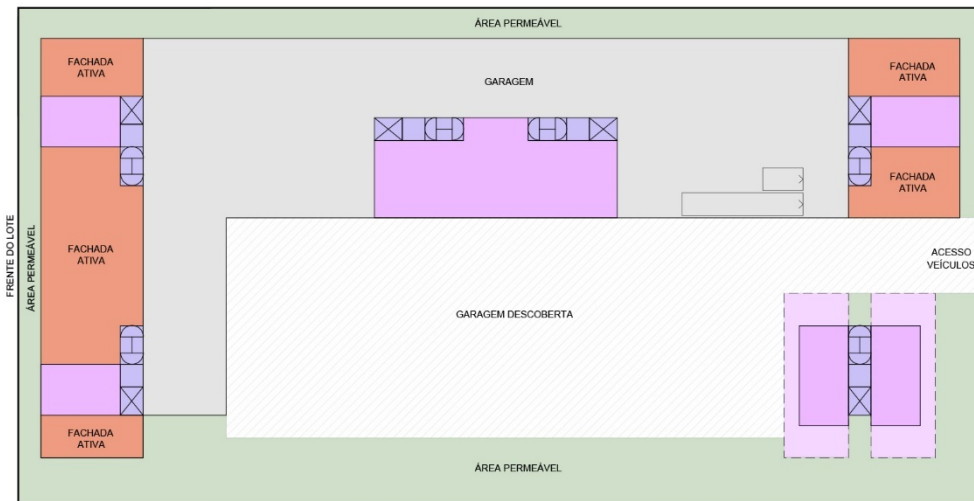 ÁREA PERMEÁVEL
FACHADA
ATIVA
GARAGEM
FACHADA
ATIVA
FACHADA
ATIVA
FRENTE DO LOTE
ÁREA PERMEÁVEL
FACHADA
ATIVA
ACESSO
VEÍCULOS
GARAGEM DESCOBERTA
FACHADA
ATIVA
ÁREA PERMEÁVEL